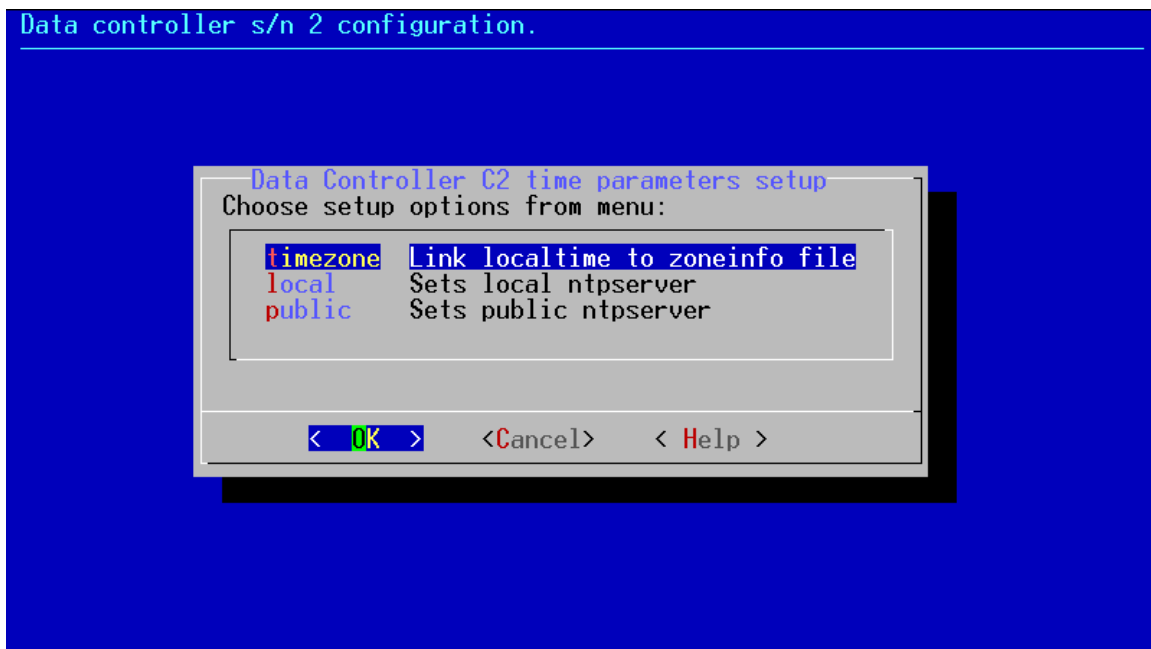 Data controller s/n 2 configuration.
Data Controller C2 time parameters setup
Choose setup options from menu:
timezone Link localtime to zoneinfo file
local Sets local ntpserver
public Sets public ntpserver
< OK > <Cancel> < Help >